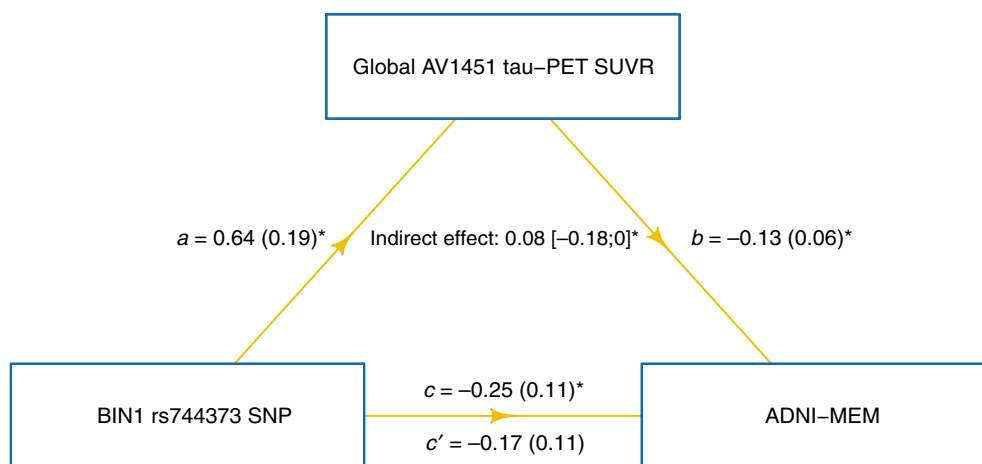 Global AV1451 tau–PET SUVR
a = 0.64 (0.19)*
Indirect effect: 0.08 [–0.18;0]*
b = –0.13 (0.06)*
BIN1 rs744373 SNP
c = –0.25 (0.11)*
c′ = –0.17 (0.11)
ADNI–MEM